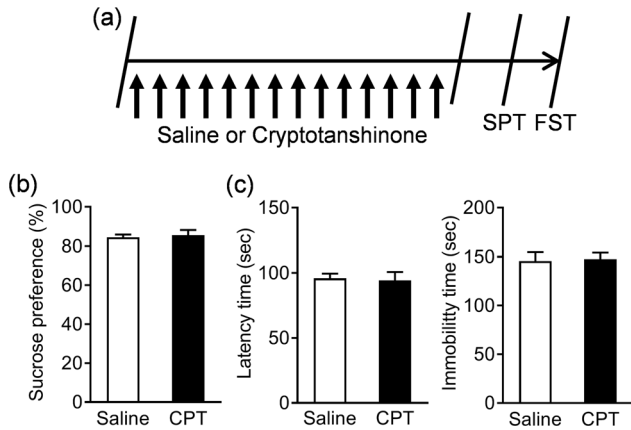 (a)
Saline or Cryptotanshinone
SPT FST
(b)
Sucrose preference (%)
100
80
60
40
20
0
Saline CPT
(c)
Latency time (sec)
150
100
50
0
Saline CPT
Immobilitty time (sec)
200
150
100
50
0
Saline CPT